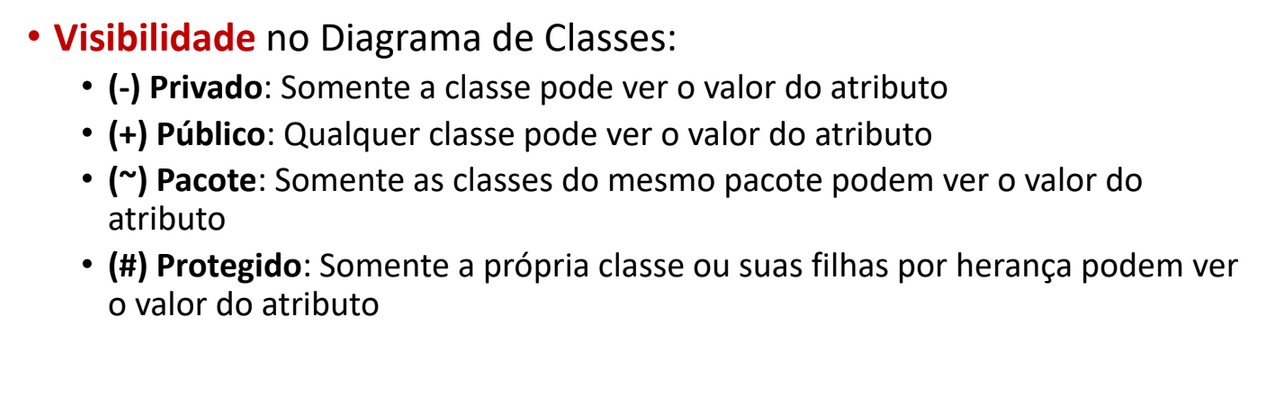 • Visibilidade no Diagrama de Classes:
• (-) Privado: Somente a classe pode ver o valor do atributo
• (+) Público: Qualquer classe pode ver o valor do atributo
• (~) Pacote: Somente as classes do mesmo pacote podem ver o valor do
atributo
• (#) Protegido: Somente a própria classe ou suas filhas por herança podem ver
o valor do atributo